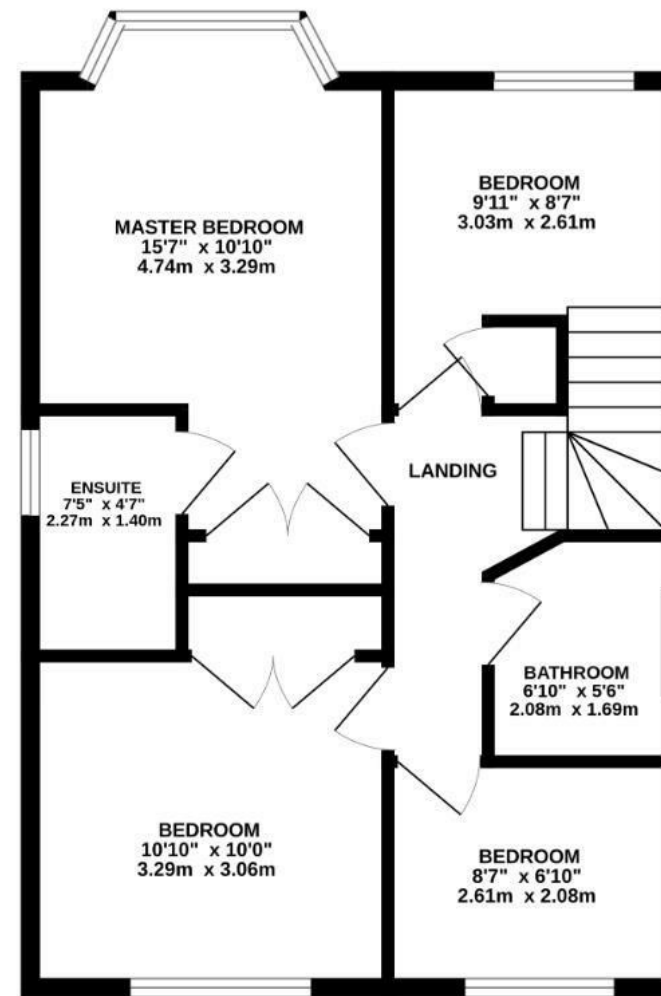 MASTER BEDROOM
15'7" x 10'10"
4.74m x 3.29m
BEDROOM
9'11" x 8'7"
3.03m x 2.61m
ENSUITE
7'5" x 4'7"
2.27m x 1.40m
LANDING
BATHROOM
6'10" x 5'6"
2.08m x 1.69m
BEDROOM
10'10" x 10'0"
3.29m x 3.06m
BEDROOM
8'7" x 6'10"
2.61m x 2.08m